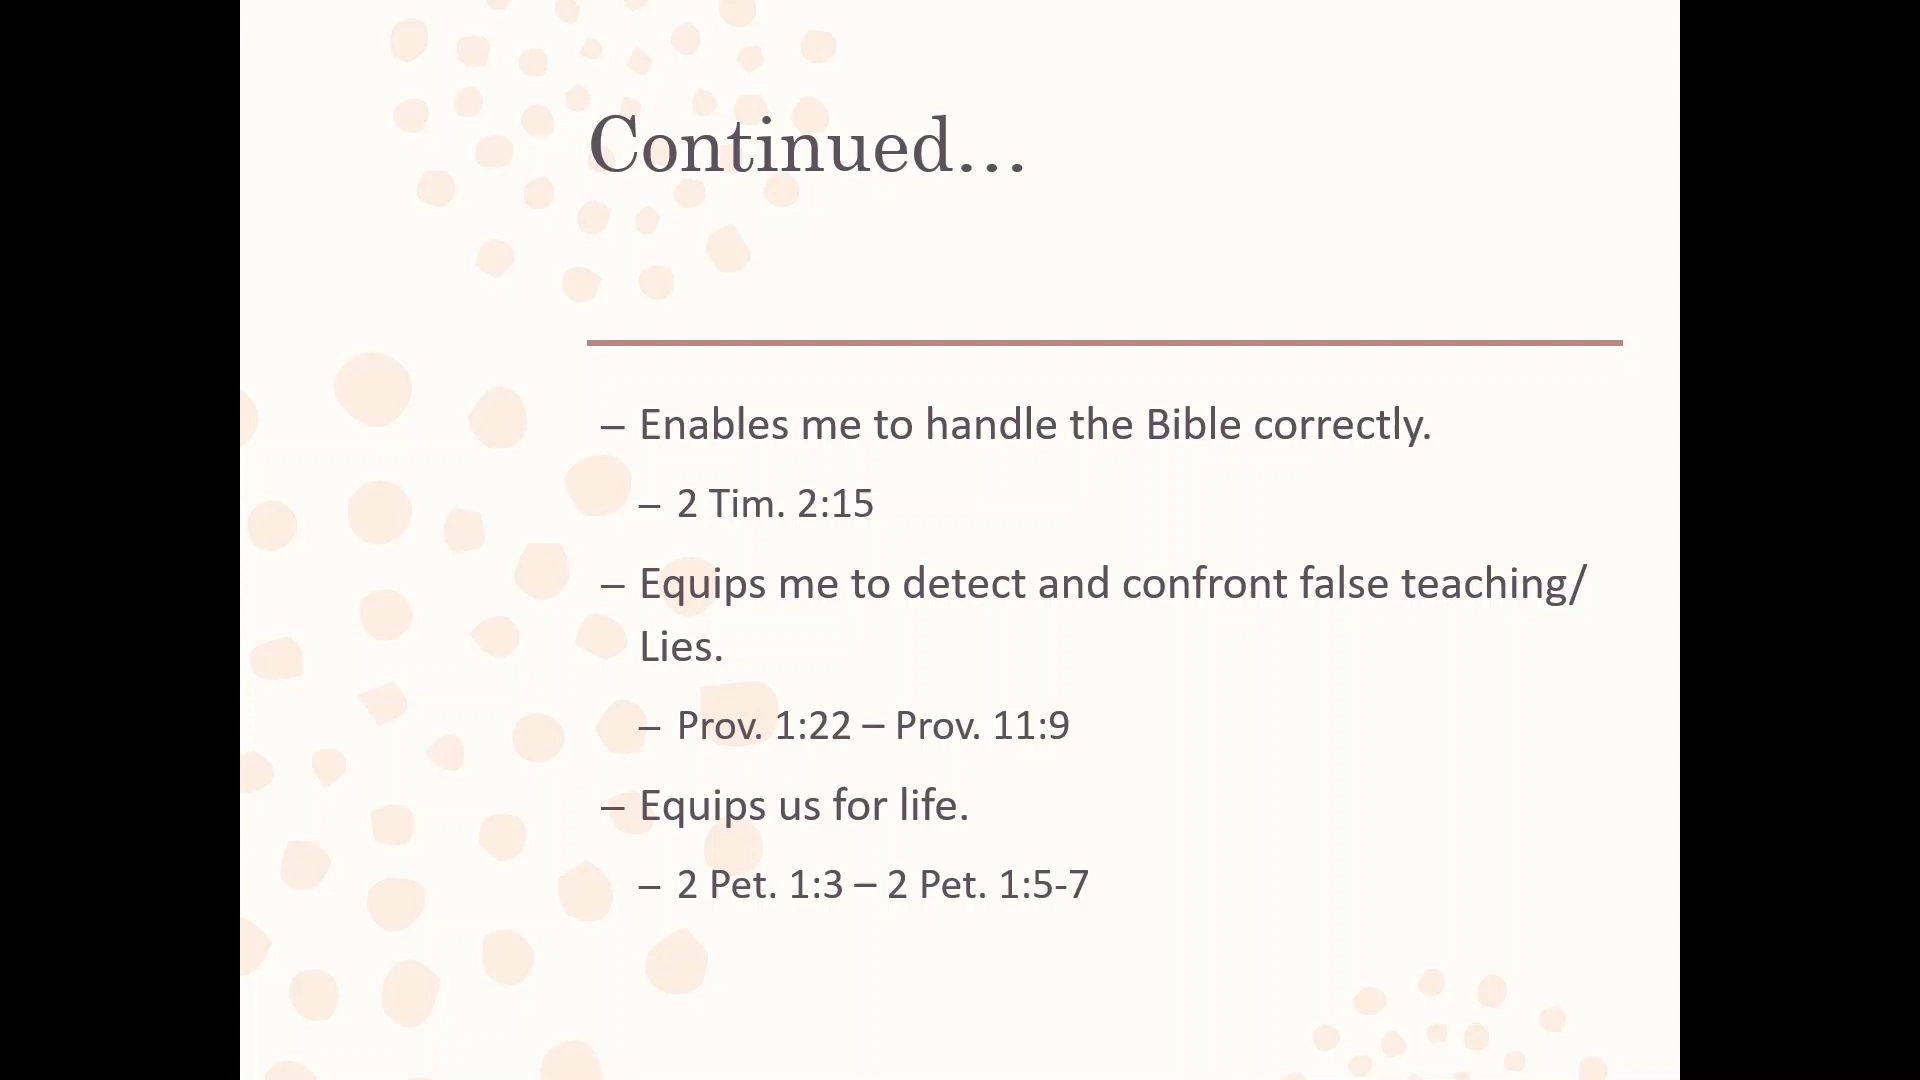 Continued…
– Enables me to handle the Bible correctly.
– 2 Tim. 2:15
– Equips me to detect and confront false teaching/
Lies.
– Prov. 1:22 – Prov. 11:9
– Equips us for life.
– 2 Pet. 1:3 – 2 Pet. 1:5-7